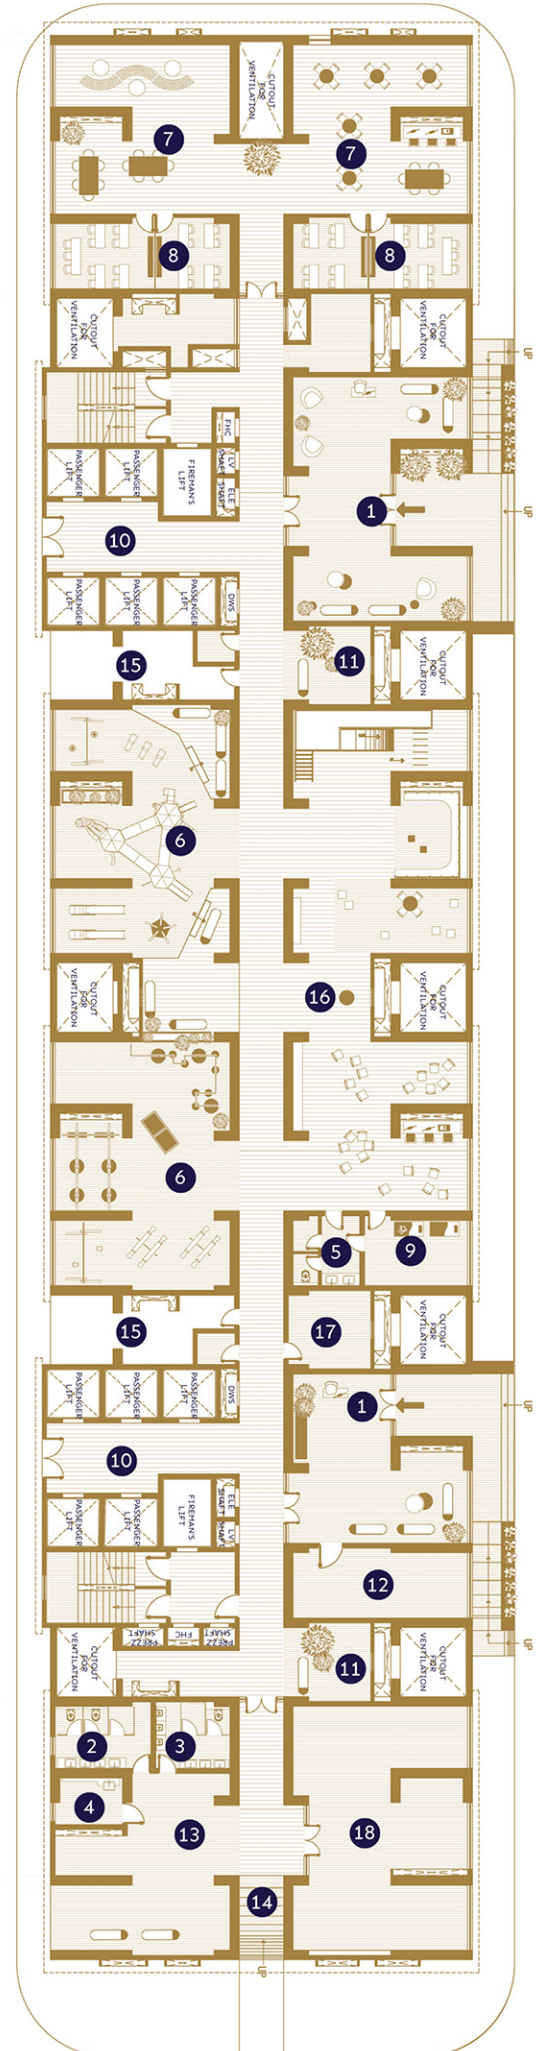 CUTOUT
FOR
VENTILATION
7
7
8
8
CUTOUT
FOR
VENTILATION
CUTOUT
FOR
VENTILATION
UP
FHC
PASSENGER
LIFT
PASSENGER
LIFT
FIREMAN'S
LIFT
LV
SHAFT
ELE
SHAFT
1
UP
10
PASSENGER
LIFT
PASSENGER
LIFT
PASSENGER
LIFT
DWS
15
11
CUTOUT
FOR
VENTILATION
6
CUTOUT
FOR
VENTILATION
16
CUTOUT
FOR
VENTILATION
6
5
9
15
17
CUTOUT
FOR
VENTILATION
PASSENGER
LIFT
PASSENGER
LIFT
PASSENGER
LIFT
DWS
1
UP
10
PASSENGER
LIFT
PASSENGER
LIFT
FIREMAN'S
LIFT
ELE
SHAFT
LV
SHAFT
12
PREZZ
SHAFT
FHC
PREZZ
SHAFT
UP
CUTOUT
FOR
VENTILATION
11
CUTOUT
FOR
VENTILATION
2
3
4
13
18
14
UP